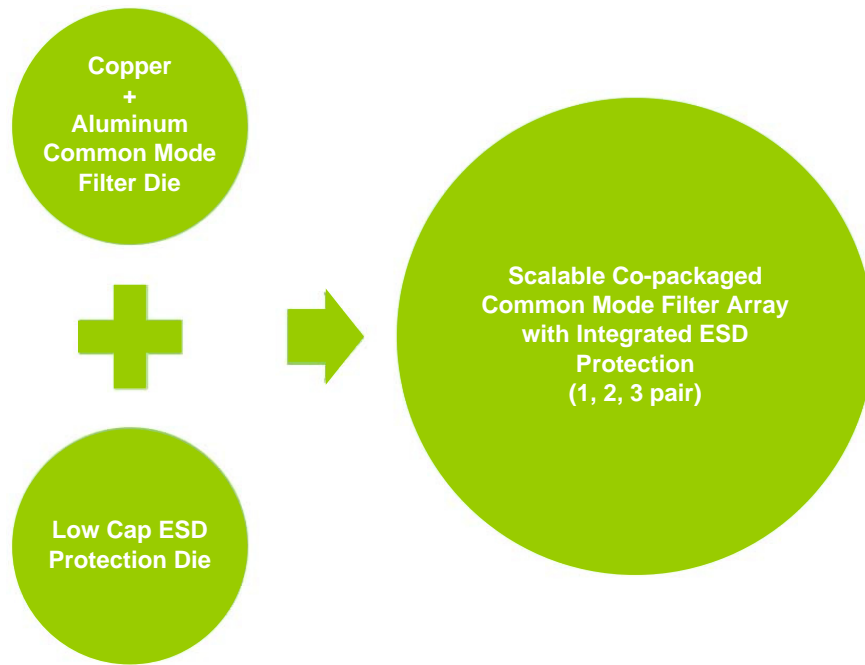 Copper
+
Aluminum
Common Mode
Filter Die
Low Cap ESD
Protection Die
Scalable Co-packaged
Common Mode Filter Array
with Integrated ESD
Protection
(1, 2, 3 pair)